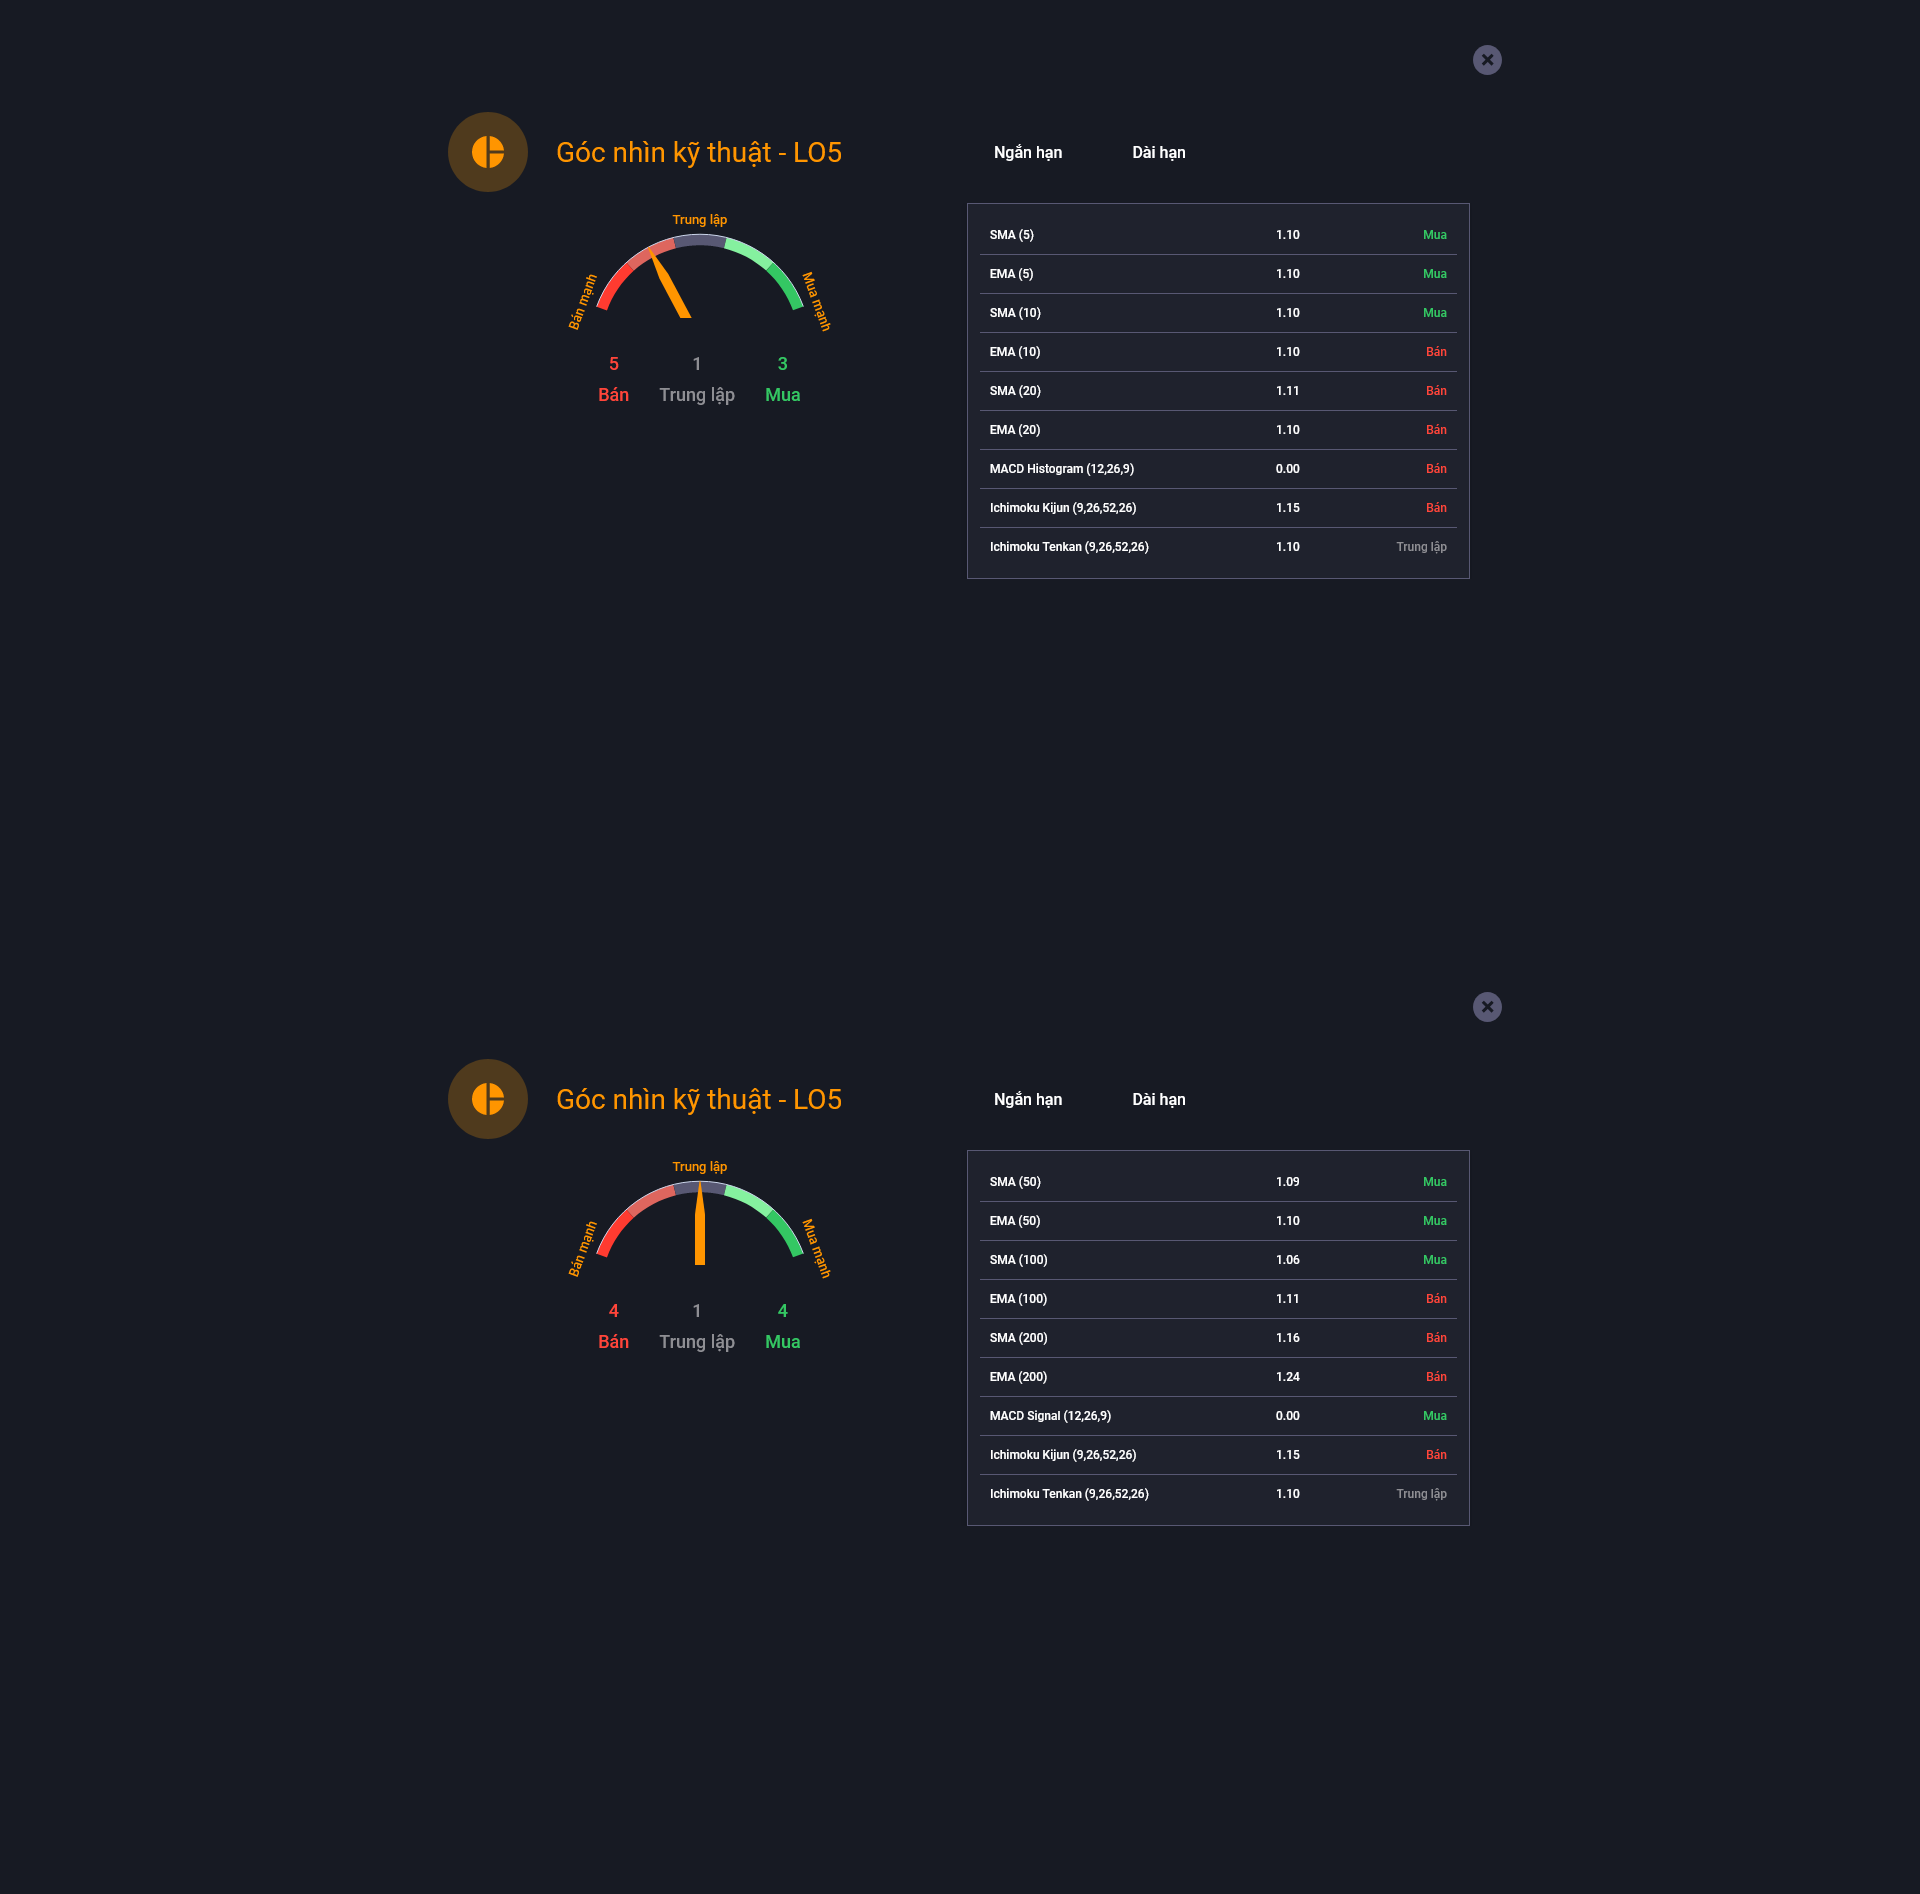 Góc nhìn kỹ thuật - LO5
Ngắn hạn Dài hạn
Trung lập
Bán mạnh
Mua mạnh
5 1 3
Bán Trung lập Mua
SMA (5) 1.10 Mua
EMA (5) 1.10 Mua
SMA (10) 1.10 Mua
EMA (10) 1.10 Bán
SMA (20) 1.11 Bán
EMA (20) 1.10 Bán
MACD Histogram (12,26,9) 0.00 Bán
Ichimoku Kijun (9,26,52,26) 1.15 Bán
Ichimoku Tenkan (9,26,52,26) 1.10 Trung lập
Góc nhìn kỹ thuật - LO5
Ngắn hạn Dài hạn
Trung lập
Bán mạnh
Mua mạnh
4 1 4
Bán Trung lập Mua
SMA (50) 1.09 Mua
EMA (50) 1.10 Mua
SMA (100) 1.06 Mua
EMA (100) 1.11 Bán
SMA (200) 1.16 Bán
EMA (200) 1.24 Bán
MACD Signal (12,26,9) 0.00 Mua
Ichimoku Kijun (9,26,52,26) 1.15 Bán
Ichimoku Tenkan (9,26,52,26) 1.10 Trung lập